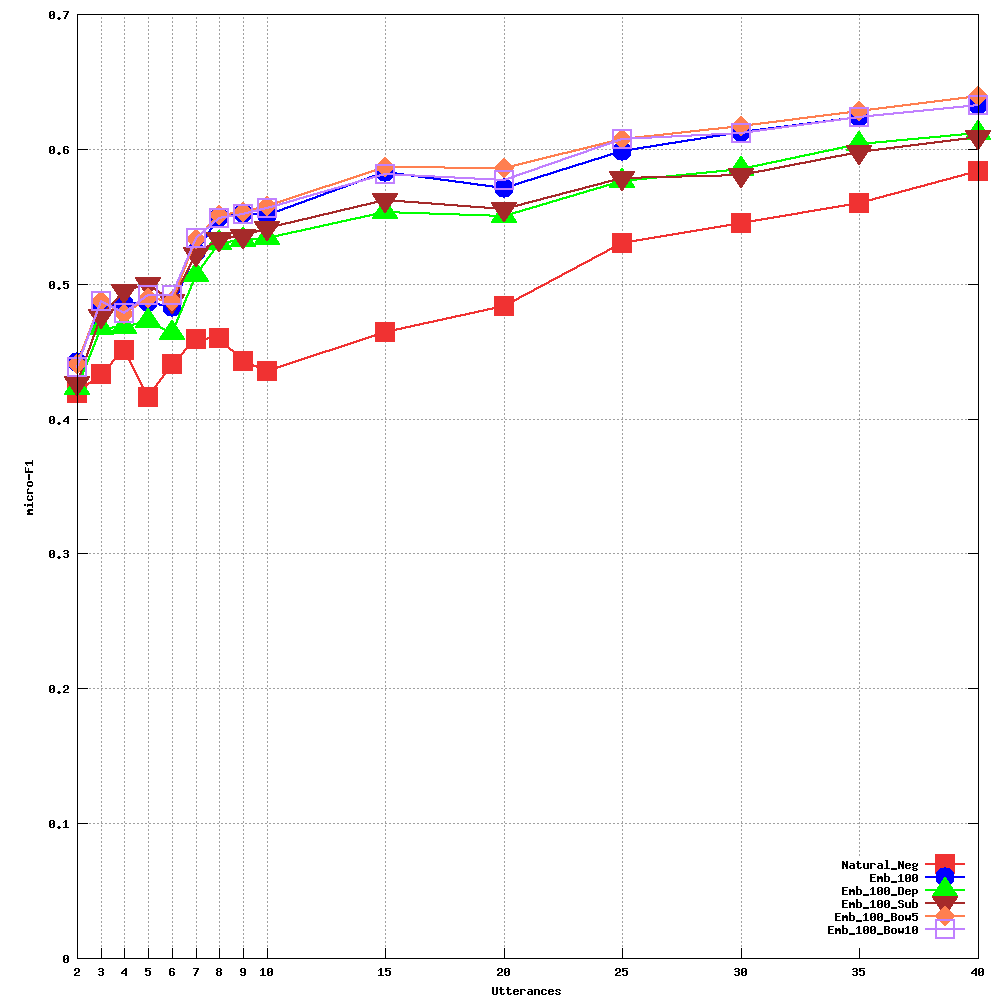 0.7
0.6
0.5
0.4
0.3
0.2
0.1
0
micro-F1
2 3 4 5 6 7 8 9 10 15 20 25 30 35 40
Utterances
Natural_Neg
Emb_100
Emb_100_Dep
Emb_100_Sub
Emb_100_Bow5
Emb_100_Bow10